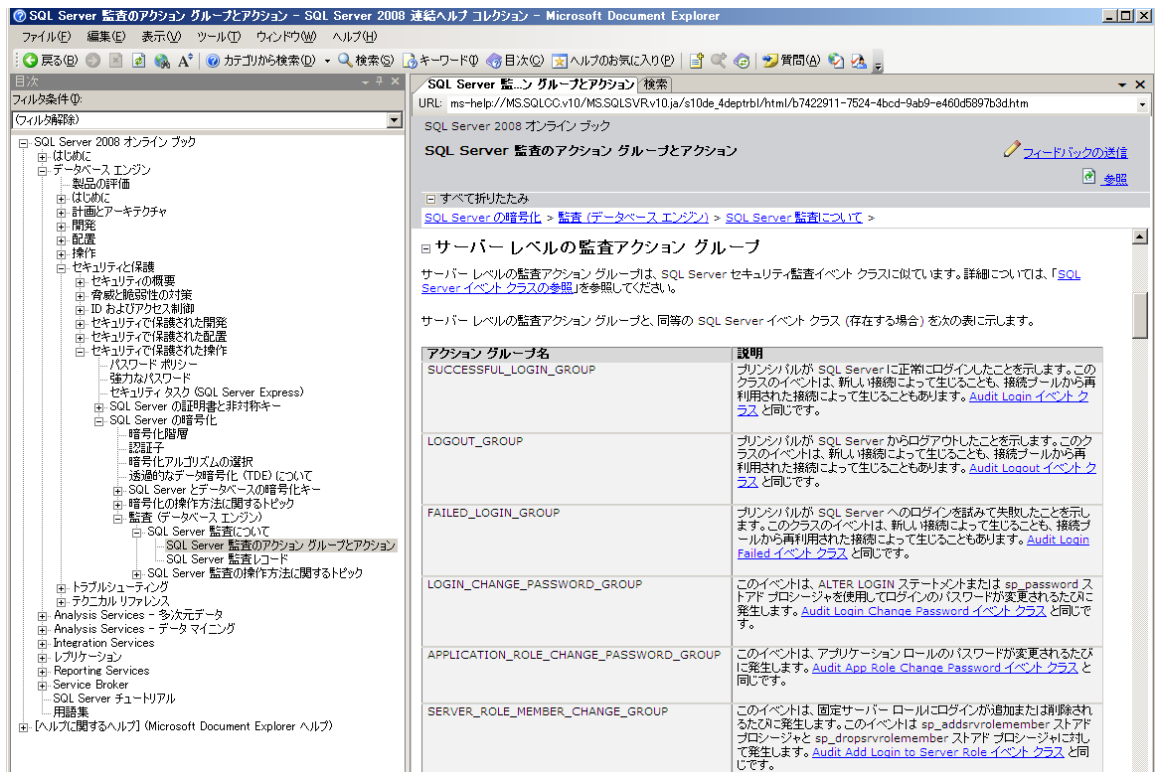 SQL Server 監査のアクション グループとアクション - SQL Server 2008 連結ヘルプ コレクション - Microsoft Document Explorer
ファイル(F) 編集(E) 表示(V) ツール(T) ウィンドウ(W) ヘルプ(H)
戻る(B) カテゴリから検索(D) 検索(S) キーワード(I) 目次(C) ヘルプのお気に入り(P) 質問(A)
目次
フィルタ条件(I):
(フィルタ解除)
SQL Server 2008 オンライン ブック
はじめに
データベース エンジン
製品の評価
はじめに
計画とアーキテクチャ
開発
配置
操作
セキュリティと保護
セキュリティの概要
脅威と脆弱性の対策
ID およびアクセス制御
セキュリティで保護された開発
セキュリティで保護された配置
セキュリティで保護された操作
パスワード ポリシー
強力なパスワード
セキュリティ タスク (SQL Server Express)
SQL Server の証明書と非対称キー
SQL Server の暗号化
暗号化階層
認証子
暗号化アルゴリズムの選択
透過的なデータ暗号化 (TDE) について
SQL Server とデータベースの暗号化キー
暗号化の操作方法に関するトピック
監査 (データベース エンジン)
SQL Server 監査について
SQL Server 監査のアクション グループとアクション
SQL Server 監査レコード
SQL Server 監査の操作方法に関するトピック
トラブルシューティング
テクニカル リファレンス
Analysis Services - 多次元データ
Analysis Services - データ マイニング
Integration Services
レプリケーション
Reporting Services
Service Broker
SQL Server チュートリアル
用語集
[ヘルプに関するヘルプ] (Microsoft Document Explorer ヘルプ)
SQL Server 監...ン グループとアクション 検索
URL: ms-help://MS.SQLCC.v10/MS.SQLSVR.v10.ja/s10de_4deptrbl/html/b7422911-7524-4bcd-9ab9-e460d5897b3d.htm
SQL Server 2008 オンライン ブック
SQL Server 監査のアクション グループとアクション
フィードバックの送信
参照
すべて折りたたみ
SQL Server の暗号化 > 監査 (データベース エンジン) > SQL Server 監査について >
サーバー レベルの監査アクション グループ
サーバー レベルの監査アクション グループは、SQL Server セキュリティ監査イベント クラスに似ています。詳細については、「SQL
Server イベント クラスの参照」を参照してください。
サーバー レベルの監査アクション グループと、同等の SQL Server イベント クラス (存在する場合) を次の表に示します。
アクション グループ名 説明
SUCCESSFUL_LOGIN_GROUP
プリンシパルが SQL Server に正常にログインしたことを示します。この
クラスのイベントは、新しい接続によって生じることも、接続プールから再
利用された接続によって生じることもあります。Audit Login イベント ク
ラス と同じです。
LOGOUT_GROUP
プリンシパルが SQL Server からログアウトしたことを示します。このク
ラスのイベントは、新しい接続によって生じることも、接続プールから再
利用された接続によって生じることもあります。Audit Logout イベント ク
ラス と同じです。
FAILED_LOGIN_GROUP
プリンシパルが SQL Server へのログインを試みて失敗したことを示し
ます。このクラスのイベントは、新しい接続によって生じることも、接続プ
ールから再利用された接続によって生じることもあります。Audit Login
Failed イベント クラス と同じです。
LOGIN_CHANGE_PASSWORD_GROUP
このイベントは、ALTER LOGIN ステートメントまたは sp_password ス
トアド プロシージャを使用してログインのパスワードが変更されるたびに
発生します。Audit Login Change Password イベント クラス と同じで
す。
APPLICATION_ROLE_CHANGE_PASSWORD_GROUP
このイベントは、アプリケーション ロールのパスワードが変更されるたび
に発生します。Audit App Role Change Password イベント クラス と
同じです。
SERVER_ROLE_MEMBER_CHANGE_GROUP
このイベントは、固定サーバー ロールにログインが追加または削除され
るたびに発生します。このイベントは sp_addsrvrolemember ストアド
プロシージャと sp_dropsrvrolemember ストアド プロシージャに対し
て発生します。Audit Add Login to Server Role イベント クラス と同
じです。